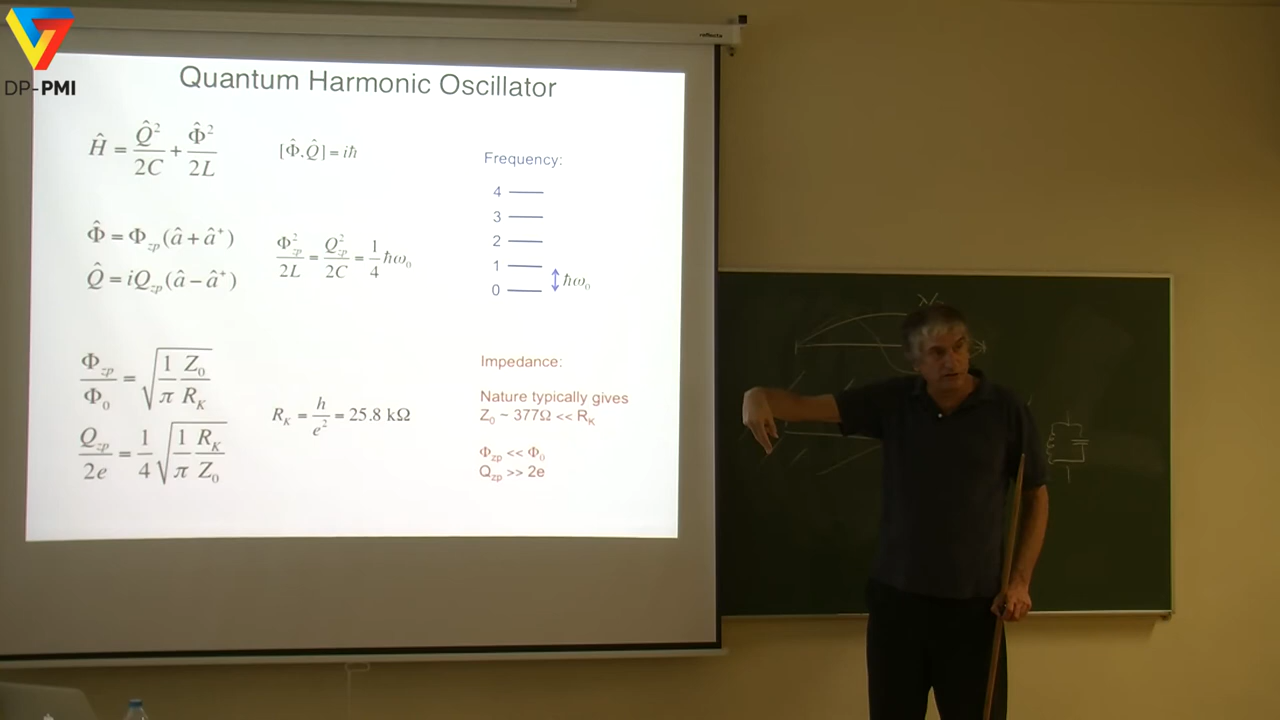 DP-PMI
reflecta
Quantum Harmonic Oscillator
Ĥ = Q̂²/2C + Φ̂²/2L
[Φ̂,Q̂] = iħ
Φ̂ = Φ_zp(â + â⁺)
Q̂ = iQ_zp(â − â⁺)
Φ_zp²/2L = Q_zp²/2C = 1/4 ħω₀
Frequency:
4
3
2
1
0
ħω₀
Φ_zp/Φ₀ = √(1/π Z₀/R_K)
Q_zp/2e = 1/4 √(1/π R_K/Z₀)
R_K = h/e² = 25.8 kΩ
Impedance:
Nature typically gives
Z₀ ~ 377Ω << R_K
Φ_zp << Φ₀
Q_zp >> 2e